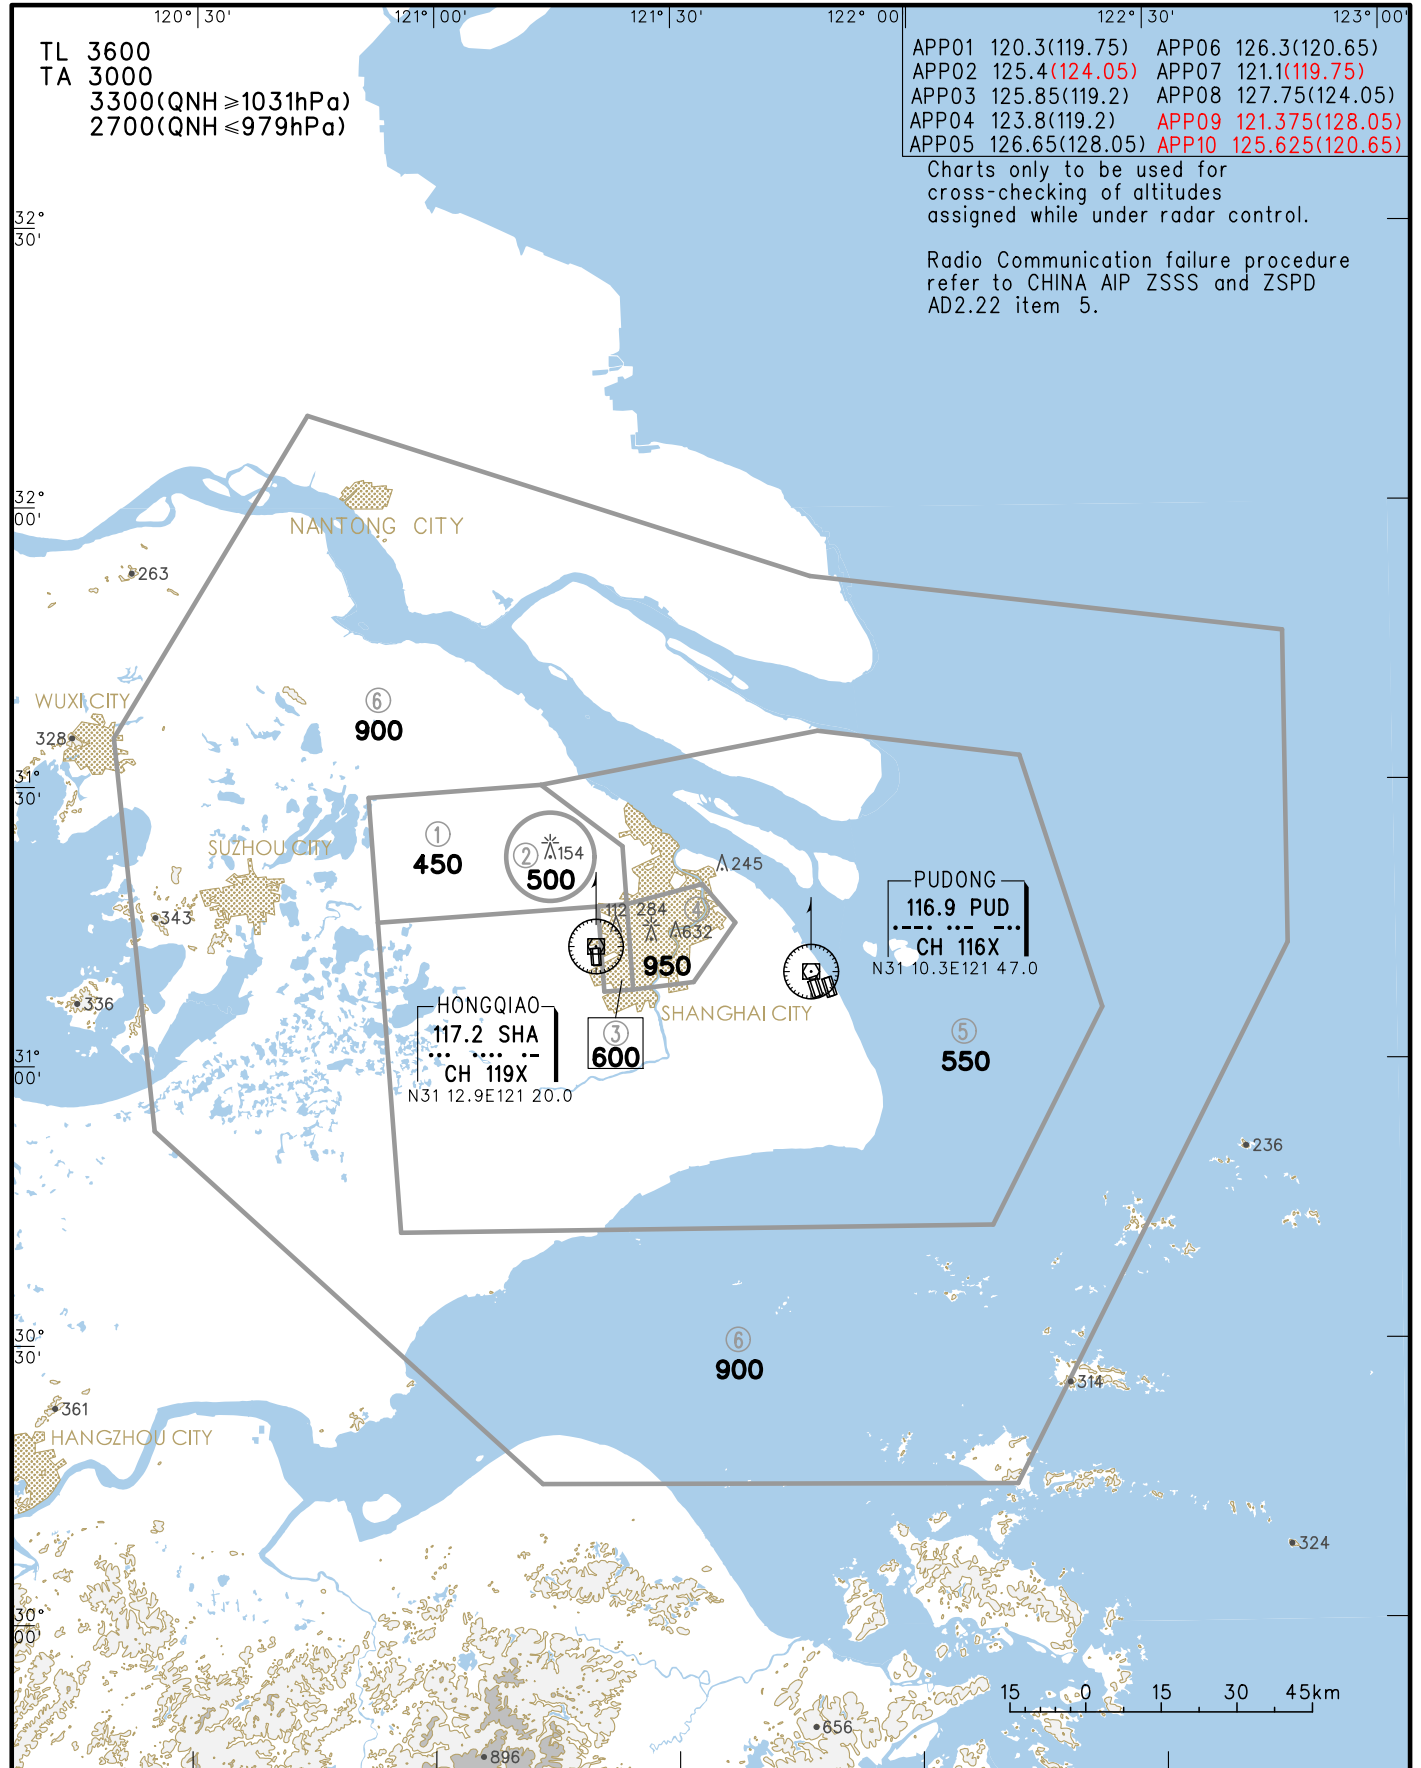 120°30' 121°00' 121°30' 122°00' 122°30' 123°00'
TL 3600
TA 3000
3300(QNH≥1031hPa)
2700(QNH≤979hPa)
APP01 120.3(119.75) APP06 126.3(120.65)
APP02 125.4(124.05) APP07 121.1(119.75)
APP03 125.85(119.2) APP08 127.75(124.05)
APP04 123.8(119.2) APP09 121.375(128.05)
APP05 126.65(128.05) APP10 125.625(120.65)
Charts only to be used for
cross-checking of altitudes
assigned while under radar control.
Radio Communication failure procedure
refer to CHINA AIP ZSSS and ZSPD
AD2.22 item 5.
32°
30'
32°
00'
NANTONG CITY
263
WUXI CITY
328
⑥
900
31°
30'
SUZHOU CITY
343
①
450
②
154
500
245
112
284
④
632
950
PUDONG
116.9 PUD
CH 116X
N31 10.3E121 47.0
336
HONGQIAO
117.2 SHA
CH 119X
N31 12.9E121 20.0
SHANGHAI CITY
③
600
⑤
550
31°
00'
236
30°
30'
⑥
900
314
361
HANGZHOU CITY
324
30°
00'
15 0 15 30 45km
656
896